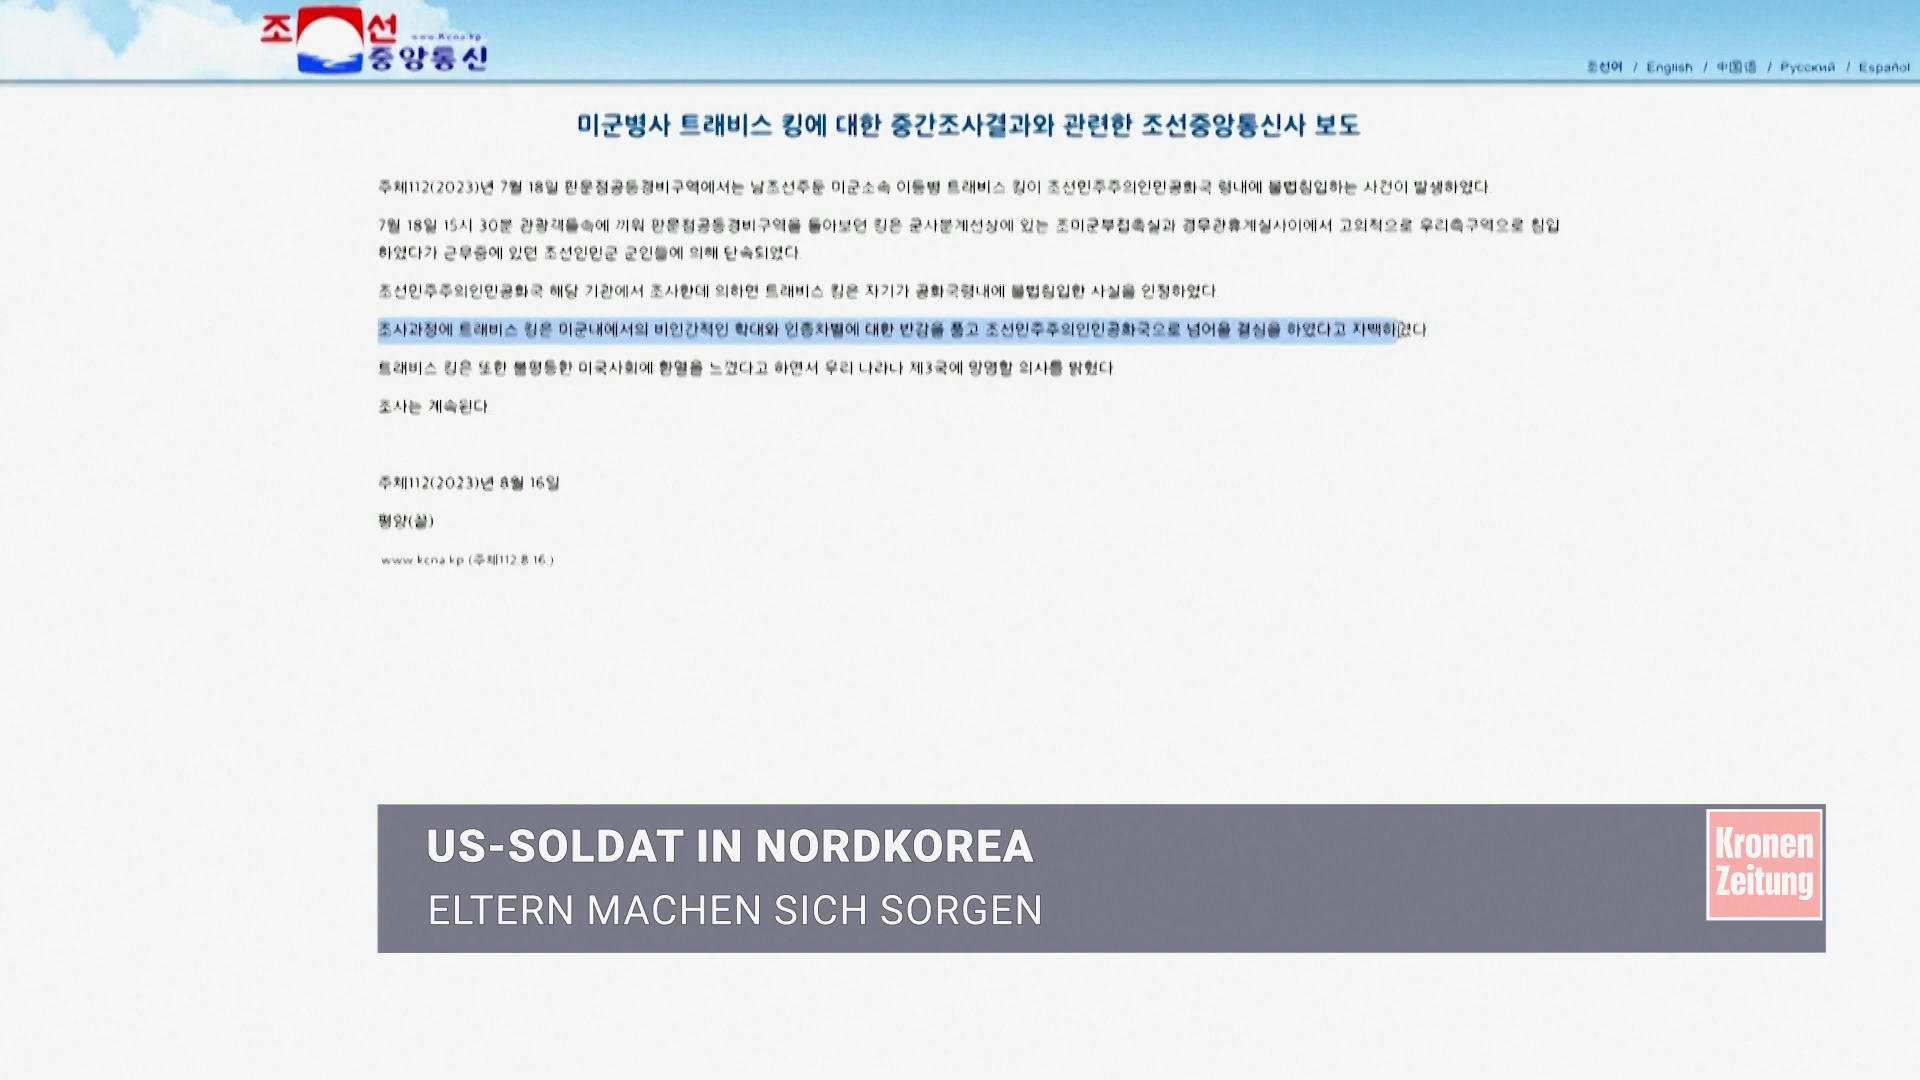 조선 www.kcna.kp
중앙통신
조선어 / English / 中国语 / Русский / Español
미군병사 트래비스 킹에 대한 중간조사결과와 관련한 조선중앙통신사 보도
주체112(2023)년 7월 18일 판문점공동경비구역에서는 남조선주둔 미군소속 이등병 트래비스 킹이 조선민주주의인민공화국 령내에 불법침입하는 사건이 발생하였다.
7월 18일 15시 30분 관광객들속에 끼워 판문점공동경비구역을 돌아보던 킹은 군사분계선상에 있는 조미군부접촉실과 경무관휴게실사이에서 고의적으로 우리측구역으로 침입
하였다가 근무중에 있던 조선인민군 군인들에 의해 단속되였다.
조선민주주의인민공화국 해당 기관에서 조사한데 의하면 트래비스 킹은 자기가 공화국령내에 불법침입한 사실을 인정하였다.
조사과정에 트래비스 킹은 미군내에서의 비인간적인 학대와 인종차별에 대한 반감을 품고 조선민주주의인민공화국으로 넘어올 결심을 하였다고 자백하였다.
트래비스 킹은 또한 불평등한 미국사회에 환멸을 느꼈다고 하면서 우리 나라나 제3국에 망명할 의사를 밝혔다.
조사는 계속된다.
주체112(2023)년 8월 16일
평양(끝)
www.kcna.kp (주체112.8.16.)
US-SOLDAT IN NORDKOREA
ELTERN MACHEN SICH SORGEN
Kronen
Zeitung